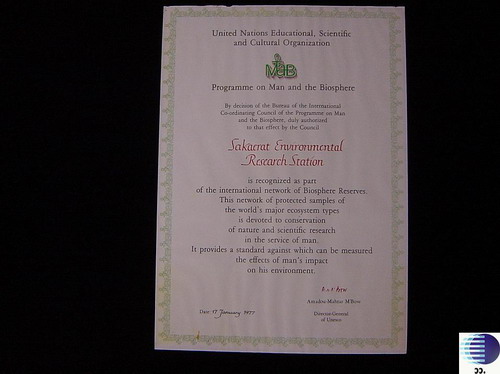 United Nations Educational, Scientific
and Cultural Organization
MAB
Programme on Man and the Biosphere
By decision of the Bureau of the International
Co-ordinating Council of the Programme on Man
and the Biosphere, duly authorized
to that effect by the Council
Sakaerat Environmental
Research Station
is recognized as part
of the international network of Biosphere Reserves.
This network of protected samples of
the world's major ecosystem types
is devoted to conservation
of nature and scientific research
in the service of man.
It provides a standard against which can be measured
the effects of man's impact
on his environment.
Amadou-Mahtar M'Bow
Date 17 January 1977
Director-General
of Unesco
วว.